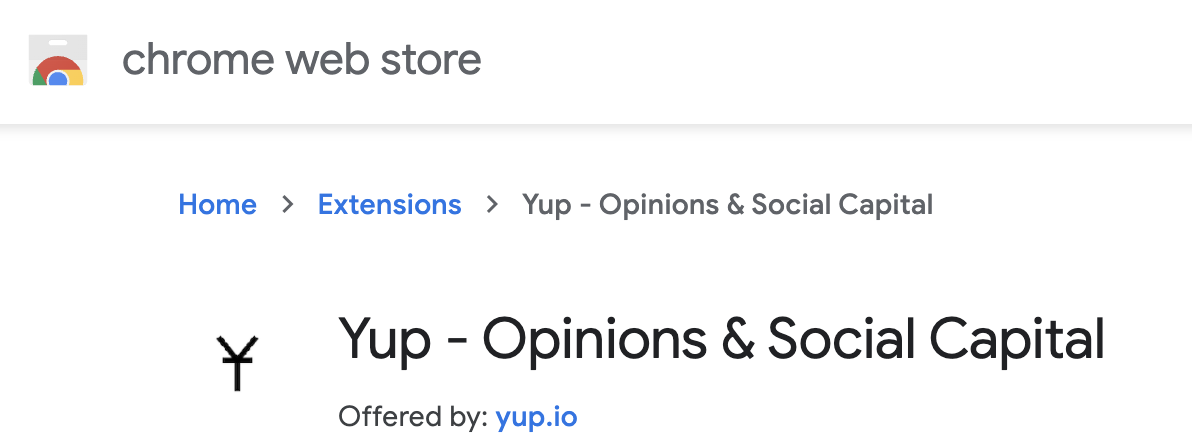 chrome web store
Home > Extensions > Yup - Opinions & Social Capital
Yup - Opinions & Social Capital
Offered by: yup.io